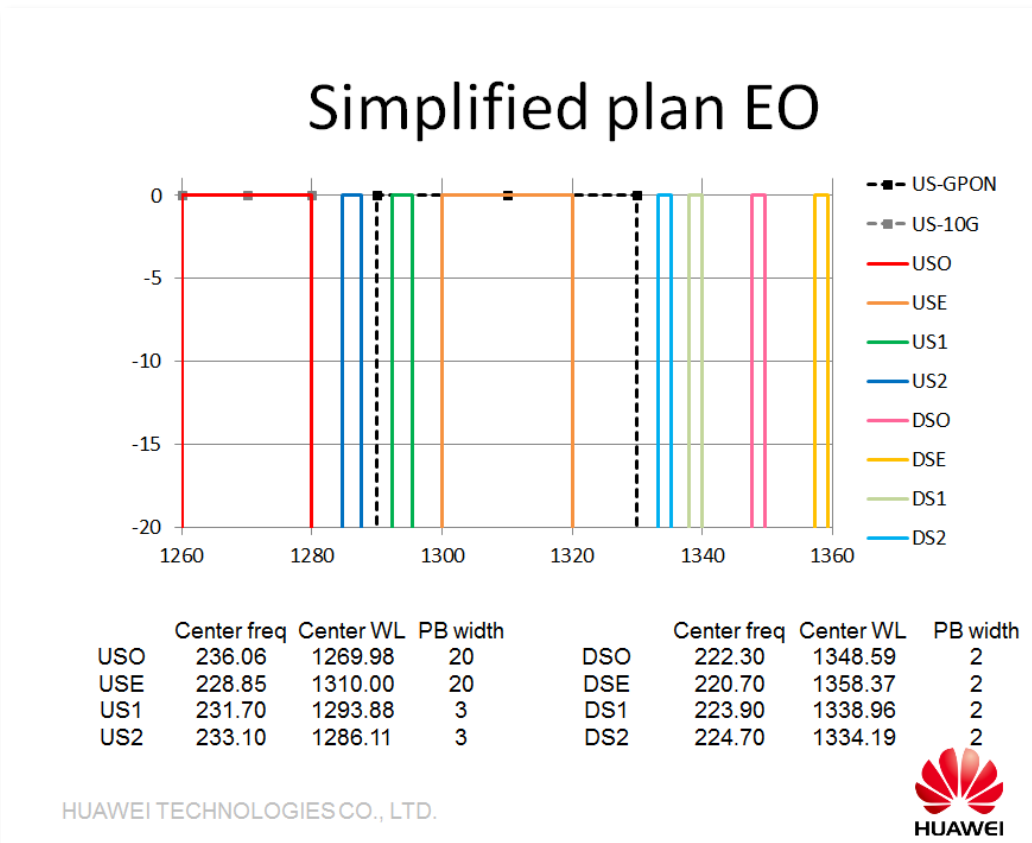 Simplified plan EO
0
-5
-10
-15
-20
1260 1280 1300 1320 1340 1360
US-GPON
US-10G
USO
USE
US1
US2
DSO
DSE
DS1
DS2
Center freq Center WL PB width
USO 236.06 1269.98 20
USE 228.85 1310.00 20
US1 231.70 1293.88 3
US2 233.10 1286.11 3
Center freq Center WL PB width
DSO 222.30 1348.59 2
DSE 220.70 1358.37 2
DS1 223.90 1338.96 2
DS2 224.70 1334.19 2
HUAWEI TECHNOLOGIES CO., LTD.
HUAWEI